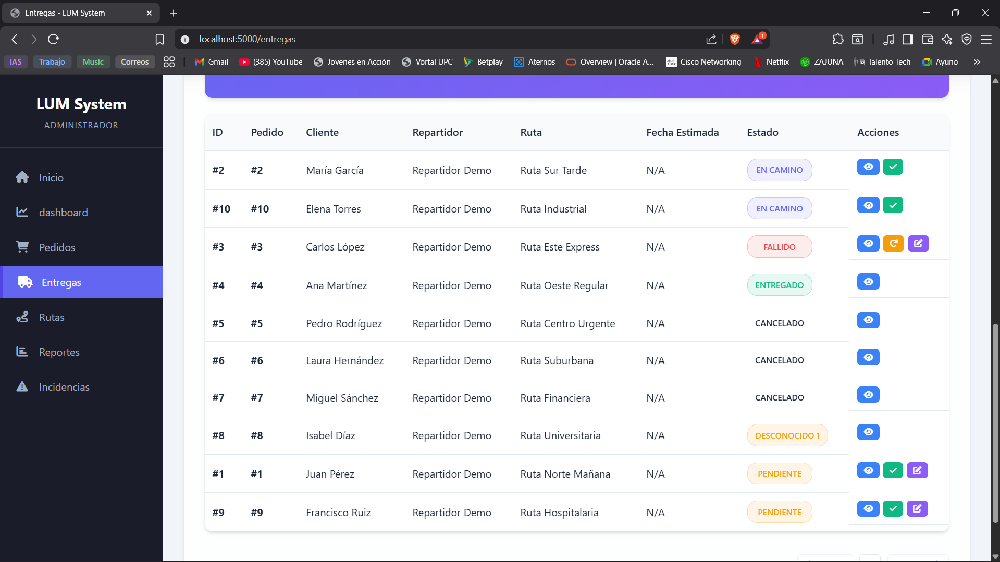 Entregas - LUM System
localhost:5000/entregas
1
IAS
Trabajo
Music
Correos
Gmail
(385) YouTube
Jovenes en Acción
Vortal UPC
Betplay
Aternos
Overview | Oracle A...
Cisco Networking
Netflix
ZAJUNA
Talento Tech
Ayuno
LUM System
ADMINISTRADOR
Inicio
dashboard
Pedidos
Entregas
Rutas
Reportes
Incidencias
ID Pedido Cliente Repartidor Ruta Fecha Estimada Estado Acciones
#2 #2 María García Repartidor Demo Ruta Sur Tarde N/A EN CAMINO
#10 #10 Elena Torres Repartidor Demo Ruta Industrial N/A EN CAMINO
#3 #3 Carlos López Repartidor Demo Ruta Este Express N/A FALLIDO
#4 #4 Ana Martínez Repartidor Demo Ruta Oeste Regular N/A ENTREGADO
#5 #5 Pedro Rodríguez Repartidor Demo Ruta Centro Urgente N/A CANCELADO
#6 #6 Laura Hernández Repartidor Demo Ruta Suburbana N/A CANCELADO
#7 #7 Miguel Sánchez Repartidor Demo Ruta Financiera N/A CANCELADO
#8 #8 Isabel Díaz Repartidor Demo Ruta Universitaria N/A DESCONOCIDO 1
#1 #1 Juan Pérez Repartidor Demo Ruta Norte Mañana N/A PENDIENTE
#9 #9 Francisco Ruiz Repartidor Demo Ruta Hospitalaria N/A PENDIENTE